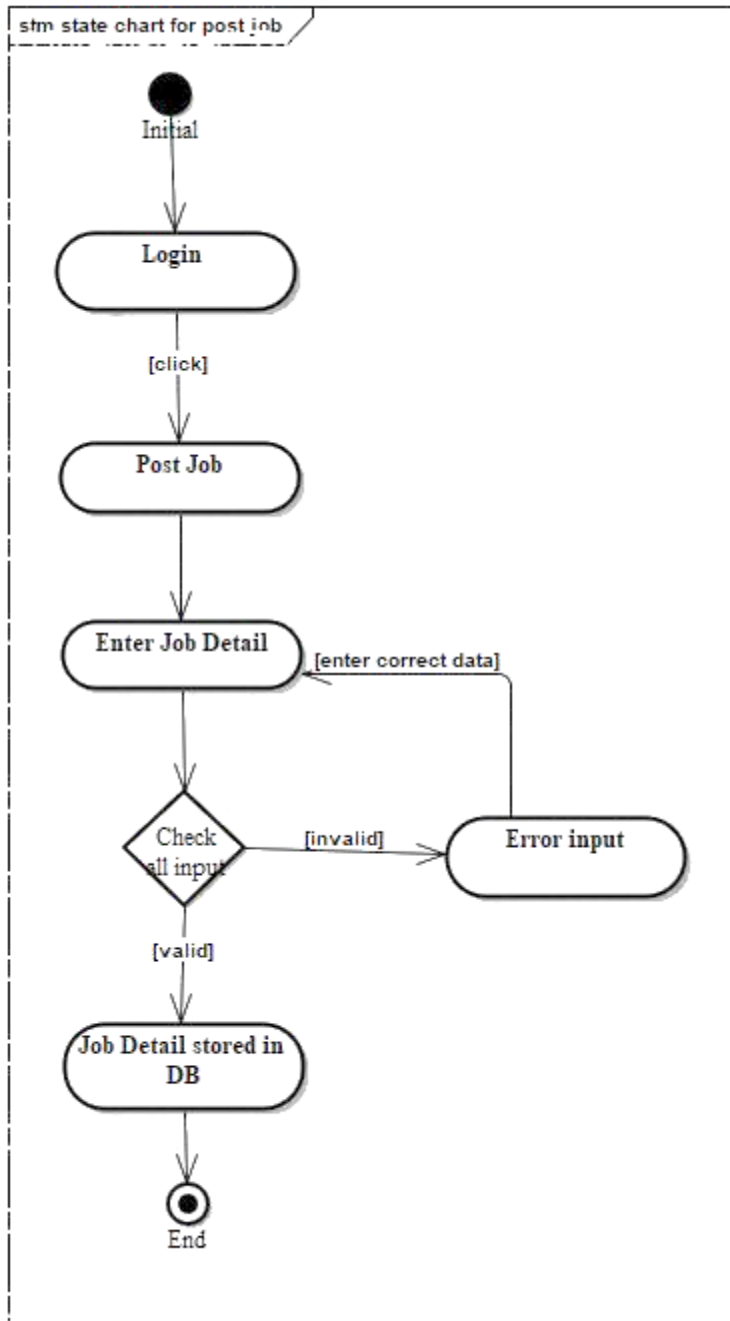 stm state chart for post job
Initial
Login
[click]
Post Job
Enter Job Detail
[enter correct data]
Check
all input
[invalid]
Error input
[valid]
Job Detail stored in
DB
End